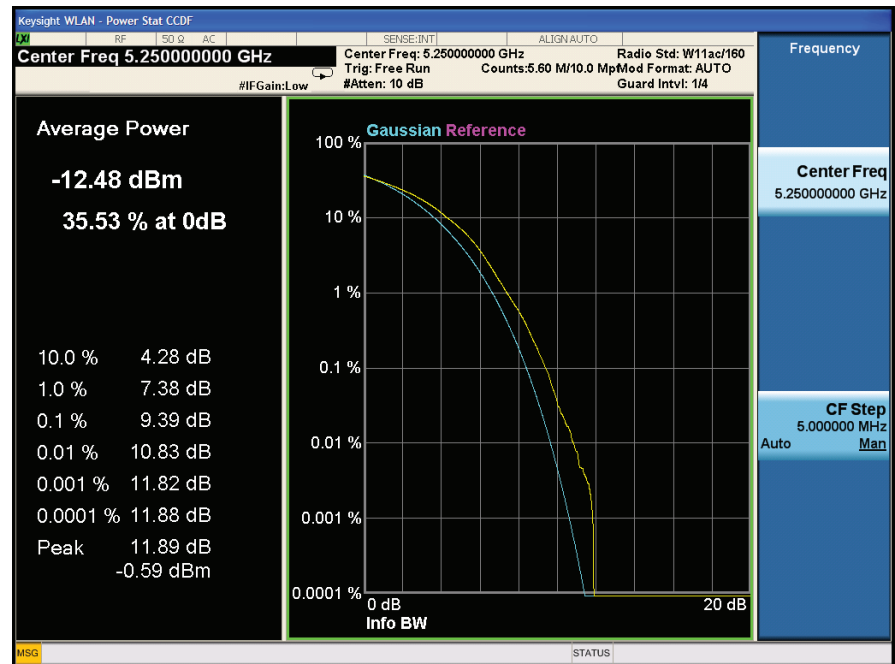 Keysight WLAN - Power Stat CCDF
LXI RF 50 Ω AC SENSE:INT ALIGN AUTO
Center Freq 5.250000000 GHz
#IFGain:Low
Center Freq: 5.250000000 GHz Radio Std: W11ac/160
Trig: Free Run Counts:5.60 M/10.0 MptMod Format: AUTO
#Atten: 10 dB Guard Intvl: 1/4
Average Power
-12.48 dBm
35.53 % at 0dB
10.0 % 4.28 dB
1.0 % 7.38 dB
0.1 % 9.39 dB
0.01 % 10.83 dB
0.001 % 11.82 dB
0.0001 % 11.88 dB
Peak 11.89 dB
-0.59 dBm
Gaussian Reference
100 %
10 %
1 %
0.1 %
0.01 %
0.001 %
0.0001 %
0 dB 20 dB
Info BW
Frequency
Center Freq
5.250000000 GHz
CF Step
5.000000 MHz
Auto Man
MSG STATUS